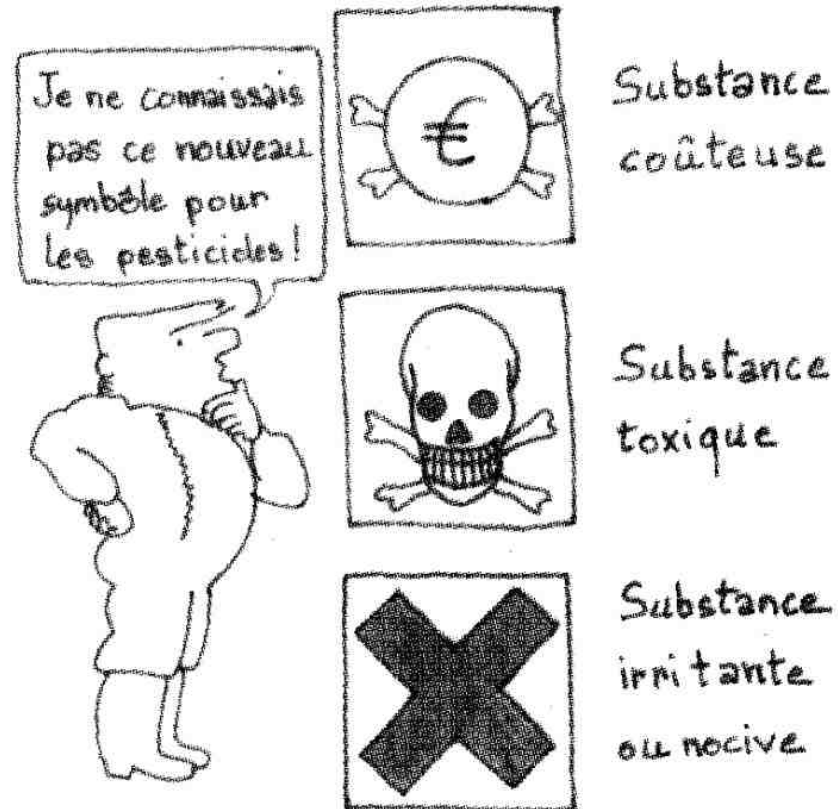 Je ne connaissais
pas ce nouveau
symbôle pour
les pesticides!
€
Substance
coûteuse
Substance
toxique
Substance
irritante
ou nocive